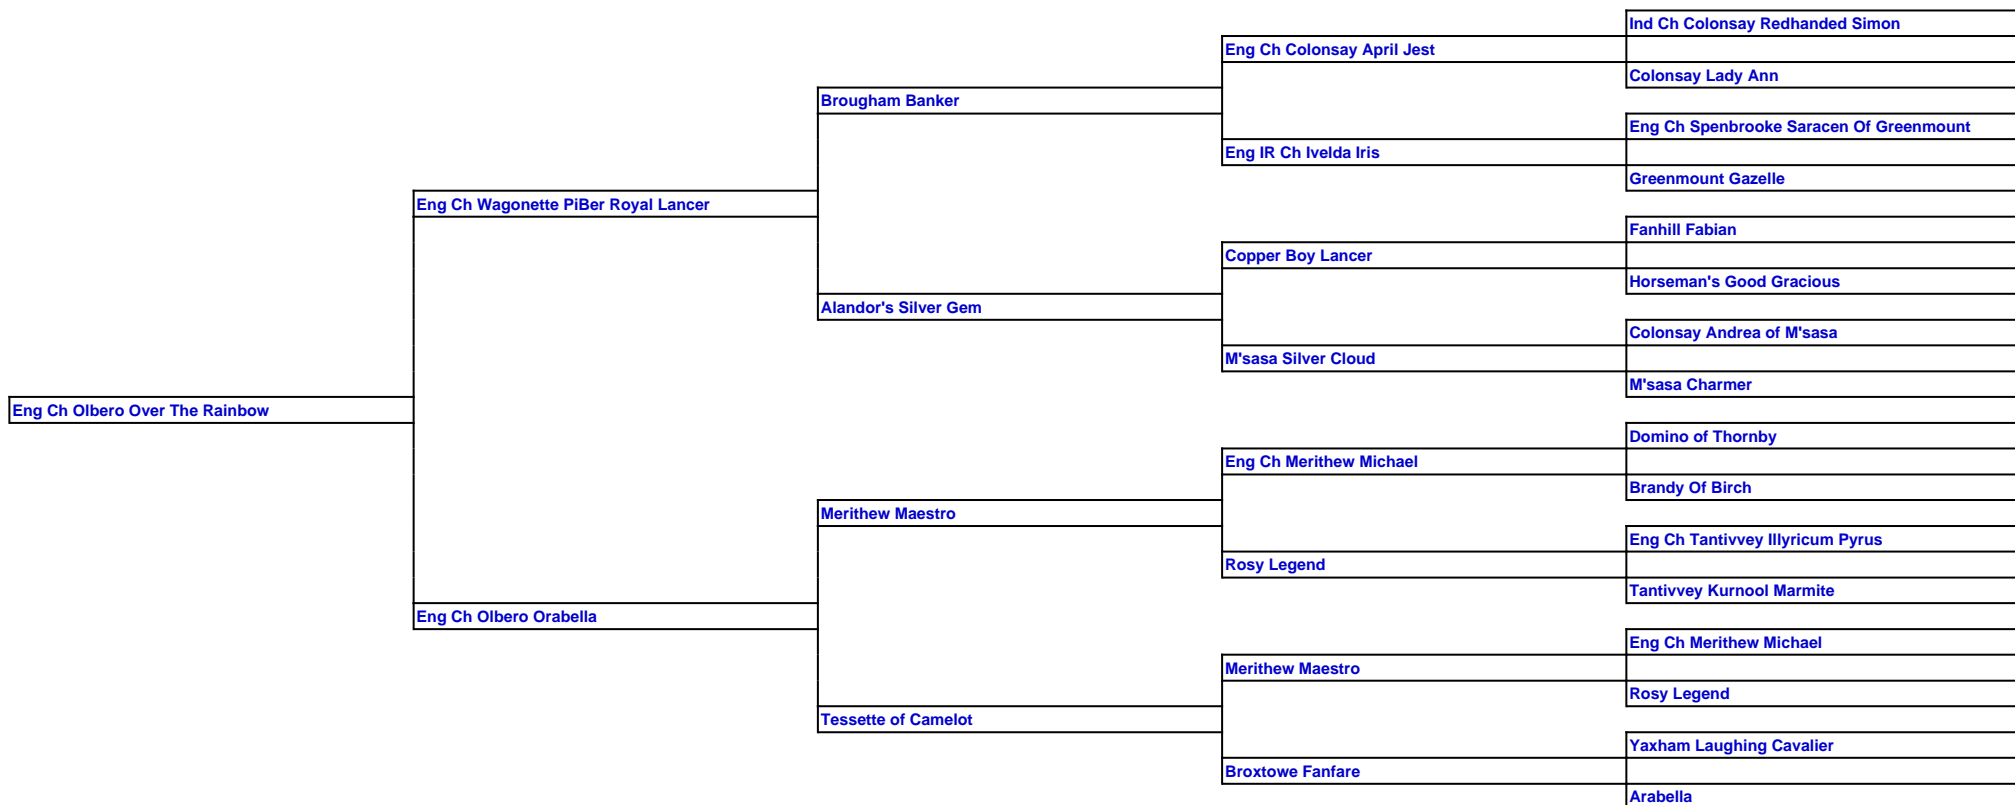 Ind Ch Colonsay Redhanded Simon
Eng Ch Colonsay April Jest
Colonsay Lady Ann
Brougham Banker
Eng Ch Spenbrooke Saracen Of Greenmount
Eng IR Ch Ivelda Iris
Greenmount Gazelle
Eng Ch Wagonette PiBer Royal Lancer
Fanhill Fabian
Copper Boy Lancer
Horseman's Good Gracious
Alandor's Silver Gem
Colonsay Andrea of M'sasa
M'sasa Silver Cloud
M'sasa Charmer
Eng Ch Olbero Over The Rainbow
Domino of Thornby
Eng Ch Merithew Michael
Brandy Of Birch
Merithew Maestro
Eng Ch Tantivvey Illyricum Pyrus
Rosy Legend
Tantivvey Kurnool Marmite
Eng Ch Olbero Orabella
Eng Ch Merithew Michael
Merithew Maestro
Rosy Legend
Tessette of Camelot
Yaxham Laughing Cavalier
Broxtowe Fanfare
Arabella